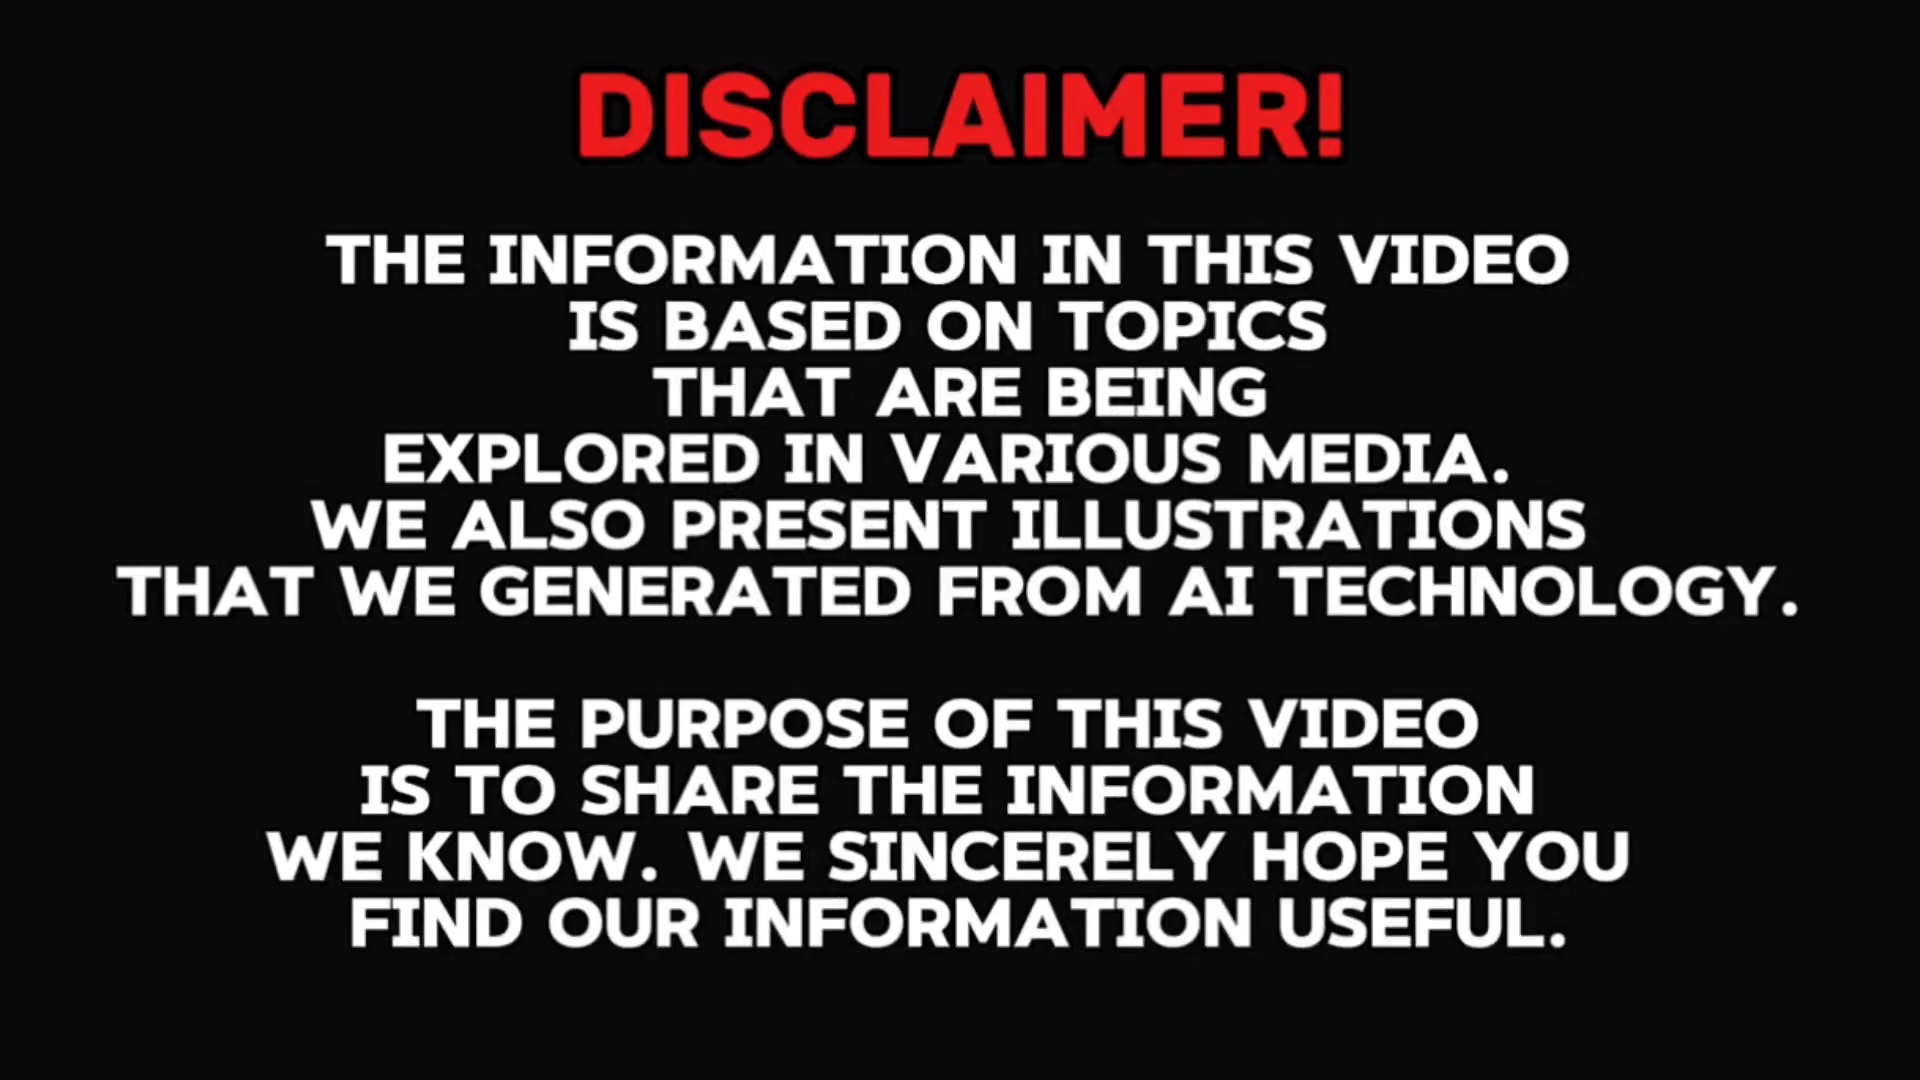 DISCLAIMER!
THE INFORMATION IN THIS VIDEO
IS BASED ON TOPICS
THAT ARE BEING
EXPLORED IN VARIOUS MEDIA.
WE ALSO PRESENT ILLUSTRATIONS
THAT WE GENERATED FROM AI TECHNOLOGY.
THE PURPOSE OF THIS VIDEO
IS TO SHARE THE INFORMATION
WE KNOW. WE SINCERELY HOPE YOU
FIND OUR INFORMATION USEFUL.